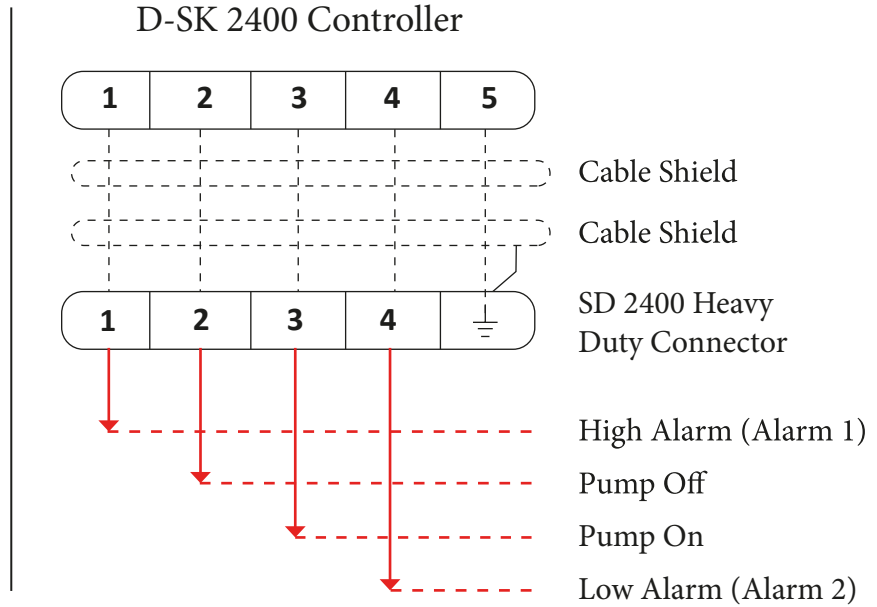 D-SK 2400 Controller
1 2 3 4 5
Cable Shield
Cable Shield
1 2 3 4
SD 2400 Heavy
Duty Connector
High Alarm (Alarm 1)
Pump Off
Pump On
Low Alarm (Alarm 2)